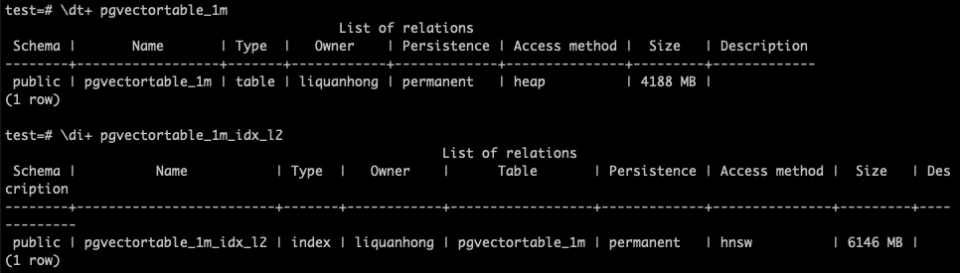 test=# \dt+ pgvectortable_1m
List of relations
Schema | Name | Type | Owner | Persistence | Access method | Size | Description
--------+------------------+-------+------------+-------------+---------------+---------+-------------
public | pgvectortable_1m | table | liquanhong | permanent | heap | 4188 MB |
(1 row)
test=# \di+ pgvectortable_1m_idx_l2
List of relations
Schema | Name | Type | Owner | Table | Persistence | Access method | Size | Des
cription
--------+-------------------------+-------+------------+------------------+-------------+---------------+---------+----
---------
public | pgvectortable_1m_idx_l2 | index | liquanhong | pgvectortable_1m | permanent | hnsw | 6146 MB |
(1 row)